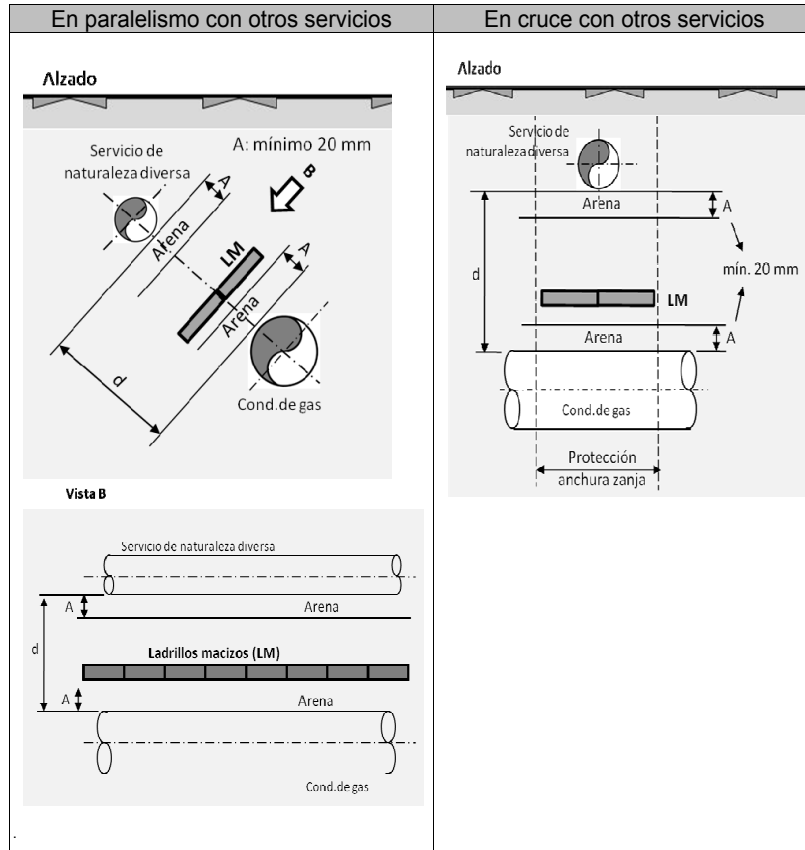 En paralelismo con otros servicios
En cruce con otros servicios
Alzado
Servicio de
naturaleza diversa
A: mínimo 20 mm
B
A
Arena
LM
A
Arena
d
Cond.de gas
Vista B
Servicio de naturaleza diversa
A
Arena
d
Ladrillos macizos (LM)
A
Arena
Cond.de gas
.
Alzado
Servicio de
naturaleza diversa
Arena
A
d
mín. 20 mm
LM
Arena
A
Cond.de gas
Protección
anchura zanja